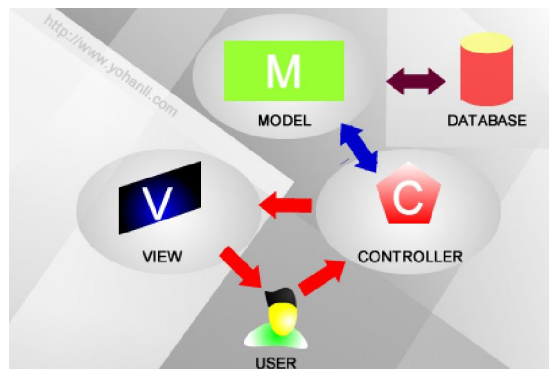 http://www.yohanli.com
M
MODEL
DATABASE
V
VIEW
C
CONTROLLER
USER